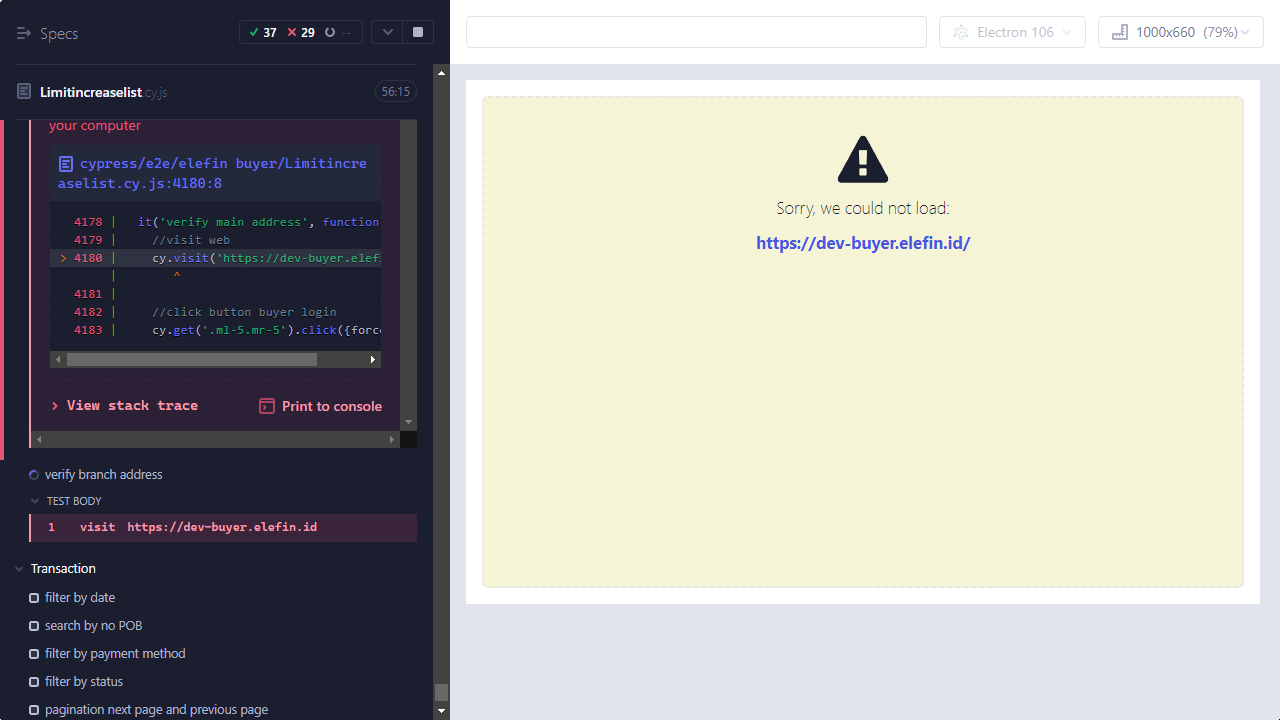 Specs
37 29 --
Electron 106
1000x660 (79%)
Limitincreaselist.cy.js
56:15
your computer
cypress/e2e/elefin buyer/Limitincre
aselist.cy.js:4180:8
4178 | it('verify main address', function
4179 | //visit web
> 4180 | cy.visit('https://dev-buyer.elef
| ^
4181 |
4182 | //click button buyer login
4183 | cy.get('.ml-5.mr-5').click({forc
> View stack trace
Print to console
verify branch address
TEST BODY
1 visit https://dev-buyer.elefin.id
Transaction
filter by date
search by no POB
filter by payment method
filter by status
pagination next page and previous page
Sorry, we could not load:
https://dev-buyer.elefin.id/